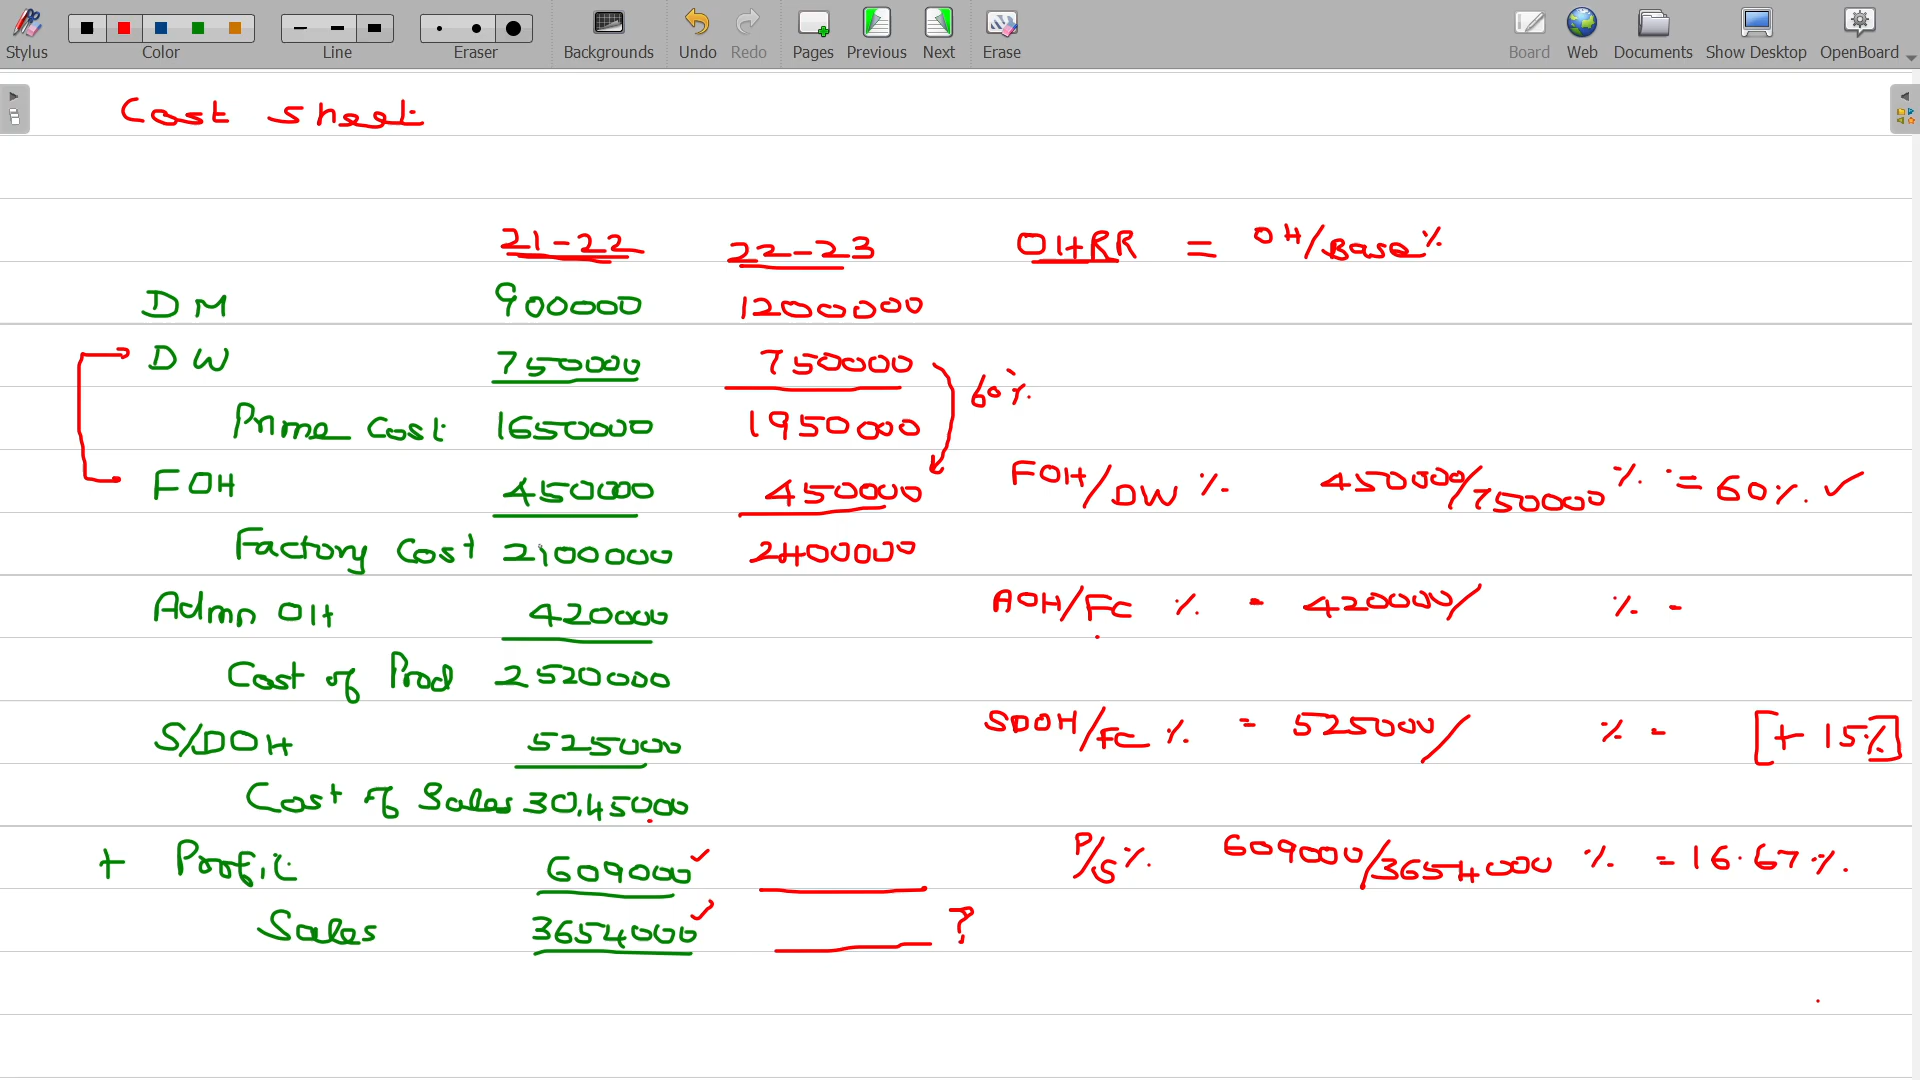 Stylus Color Line Eraser Backgrounds Undo Redo Pages Previous Next Erase Board Web Documents Show Desktop OpenBoard
Cost sheet
21-22 22-23 OHRR = OH/Base %
DM 900000 1200000
DW 750000 750000 60%
Prime Cost 1650000 1950000
FOH 450000 450000 FOH/DW % 450000/750000 % = 60% ✓
Factory Cost 2100000 2400000
Admn OH 420000 AOH/FC % = 420000/ % =
Cost of Prod 2520000
S/DOH 525000 SDOH/FC % = 525000/ % = [+ 15%]
Cost of Sales 30,45000
+ Profit 609000 ✓ P/S % 609000/3654000 % = 16.67%
Sales 3654000 ✓ ?